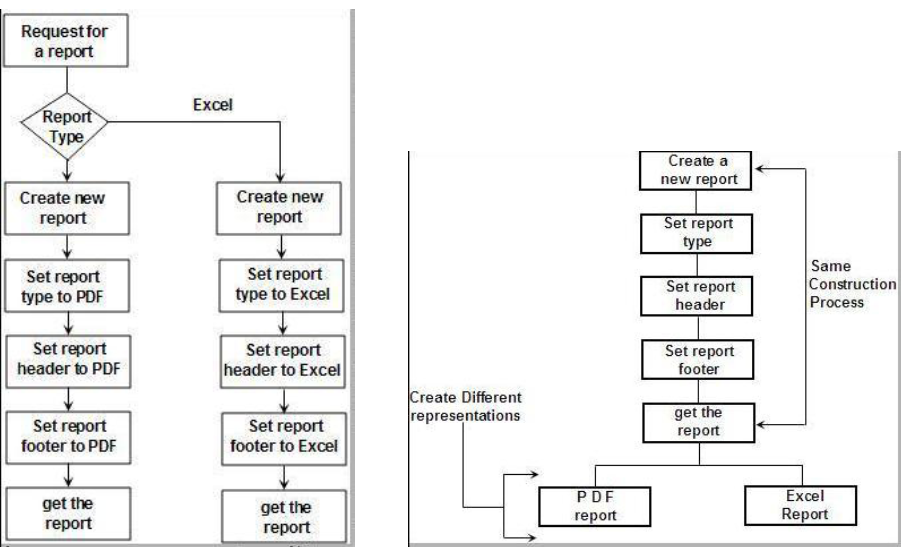 Request for
a report
Excel
Report
Type
Create new
report
Set report
type to PDF
Set report
header to PDF
Set report
footer to PDF
get the
report
Create new
report
Set report
type to Excel
Set report
header to Excel
Set report
footer to Excel
get the
report
Create a
new report
Set report
type
Set report
header
Set report
footer
get the
report
Same
Construction
Process
Create Different
representations
PDF
report
Excel
Report